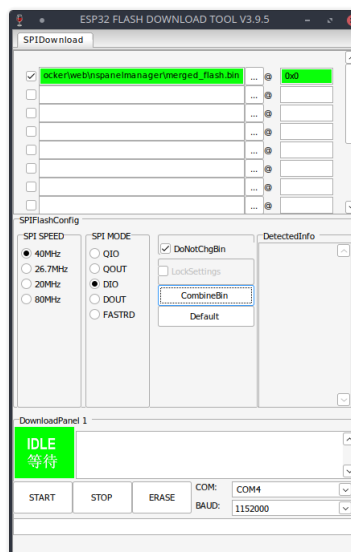 ESP32 FLASH DOWNLOAD TOOL V3.9.5
SPIDownload
ocker\web\nspanelmanager\merged_flash.bin ... @ 0x0
... @
... @
... @
... @
... @
... @
SPIFlashConfig
SPI SPEED
40MHz
26.7MHz
20MHz
80MHz
SPI MODE
QIO
QOUT
DIO
DOUT
FASTRD
DoNotChgBin
LockSettings
CombineBin
Default
DetectedInfo
DownloadPanel 1
IDLE
等待
START STOP ERASE
COM: COM4
BAUD: 1152000